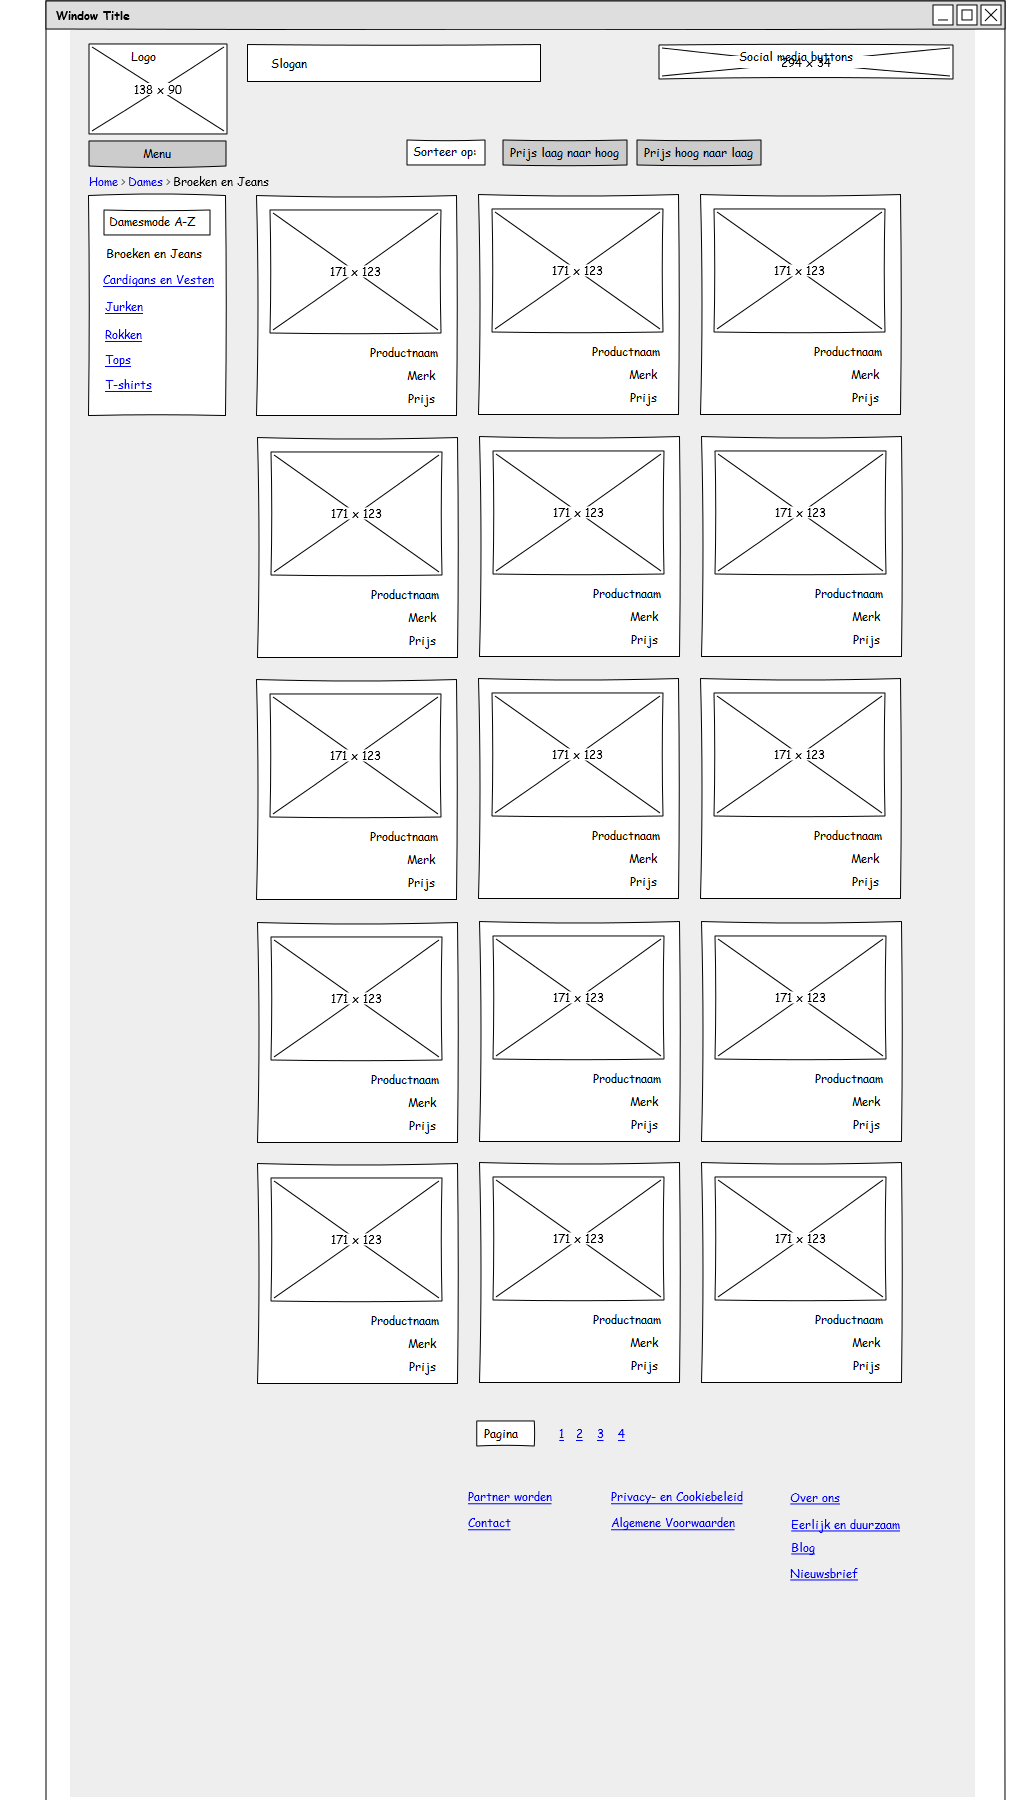 Window Title
Logo
138 x 90
Slogan
Social media buttons
294 x 34
Menu
Sorteer op:
Prijs laag naar hoog
Prijs hoog naar laag
Home > Dames > Broeken en Jeans
Damesmode A-Z
Broeken en Jeans
Cardigans en Vesten
Jurken
Rokken
Tops
T-shirts
171 x 123
Productnaam
Merk
Prijs
171 x 123
Productnaam
Merk
Prijs
171 x 123
Productnaam
Merk
Prijs
171 x 123
Productnaam
Merk
Prijs
171 x 123
Productnaam
Merk
Prijs
171 x 123
Productnaam
Merk
Prijs
171 x 123
Productnaam
Merk
Prijs
171 x 123
Productnaam
Merk
Prijs
171 x 123
Productnaam
Merk
Prijs
171 x 123
Productnaam
Merk
Prijs
171 x 123
Productnaam
Merk
Prijs
171 x 123
Productnaam
Merk
Prijs
171 x 123
Productnaam
Merk
Prijs
171 x 123
Productnaam
Merk
Prijs
171 x 123
Productnaam
Merk
Prijs
Pagina 1 2 3 4
Partner worden
Contact
Privacy- en Cookiebeleid
Algemene Voorwaarden
Over ons
Eerlijk en duurzaam
Blog
Nieuwsbrief